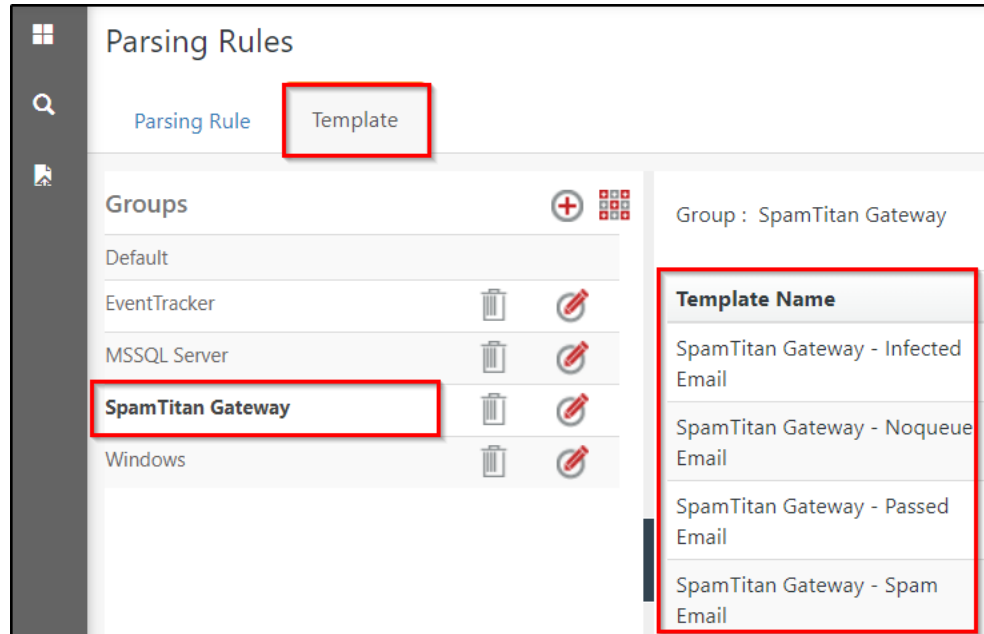 Parsing Rules
Parsing Rule
Template
Groups
Default
EventTracker
MSSQL Server
SpamTitan Gateway
Windows
Group : SpamTitan Gateway
Template Name
SpamTitan Gateway - Infected
Email
SpamTitan Gateway - Noqueue
Email
SpamTitan Gateway - Passed
Email
SpamTitan Gateway - Spam
Email